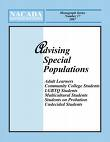 NACADA
Monograph Series
Number 17
2007
Advising
Special
Populations
Adult Learners
Community College Students
LGBTQ Students
Multicultural Students
Students on Probation
Undecided Students